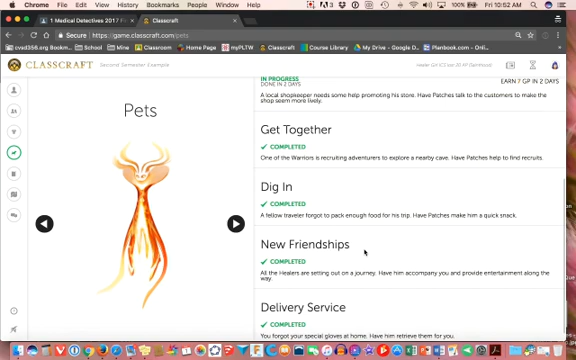 Chrome File Edit View History Bookmarks People Window Help
Fri 10:52 AM
1 Medical Detectives 2017 Fl
Classcraft
Secure https://game.classcraft.com/pets
cvad356.org Bookm...
School
Mine
Classroom
Home Page
myPLTW
Classcraft
Course Library
My Drive - Google D...
Planbook.com -
CLASSCRAFT
Second Semester Example
IN PROGRESS
DONE IN 2 DAYS
EARN 7 GP IN 2 DAYS
A local shopkeeper needs some help promoting his store. Have Patches talk to the customers to make the
shop seem more lively.
Pets
Get Together
COMPLETED
One of the Warriors is recruiting adventurers to explore a nearby cave. Have Patches help to find recruits.
Dig In
COMPLETED
A fellow traveler forgot to pack enough food for his trip. Have Patches make him a quick snack.
New Friendships
COMPLETED
All the Healers are setting out on a journey. Have him accompany you and provide entertainment along the
way.
Delivery Service
COMPLETED
You forgot your special gloves at home. Have him retrieve them for you.